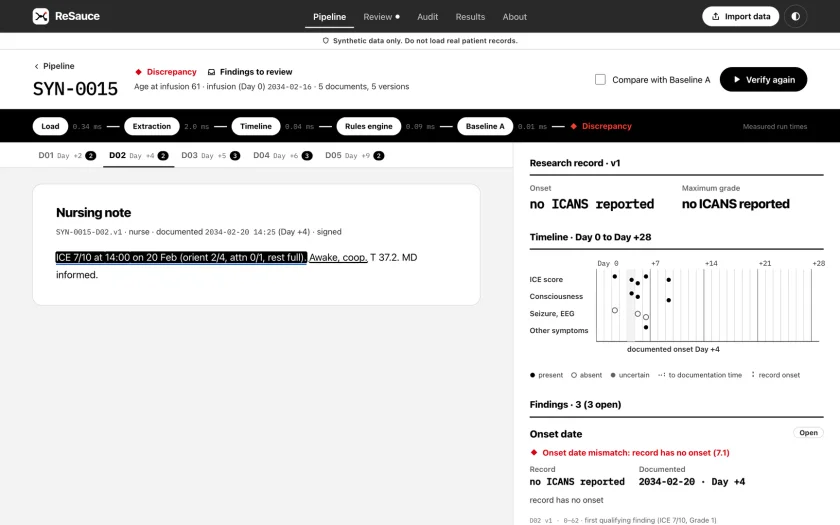 ReSauce
Pipeline Review Audit Results About
Import data
Synthetic data only. Do not load real patient records.
Pipeline
SYN-0015
Discrepancy Findings to review
Age at infusion 61 · infusion (Day 0) 2034-02-16 · 5 documents, 5 versions
Compare with Baseline A
Verify again
Load 0.34 ms Extraction 2.0 ms Timeline 0.04 ms Rules engine 0.09 ms Baseline A 0.01 ms Discrepancy
Measured run times
D01 Day +2 2 D02 Day +4 2 D03 Day +5 3 D04 Day +6 3 D05 Day +9 2
Nursing note
SYN-0015-D02.v1 · nurse · documented 2034-02-20 14:25 (Day +4) · signed
ICE 7/10 at 14:00 on 20 Feb (orient 2/4, attn 0/1, rest full). Awake, coop. T 37.2. MD
informed.
Research record · v1
Onset Maximum grade
no ICANS reported no ICANS reported
Timeline · Day 0 to Day +28
Day 0 +7 +14 +21 +28
ICE score
Consciousness
Seizure, EEG
Other symptoms
documented onset Day +4
present absent uncertain to documentation time record onset
Findings · 3 (3 open)
Onset date Open
Onset date mismatch: record has no onset (7.1)
Record Documented
no ICANS reported 2034-02-20 · Day +4
record has no onset
D02 v1 · 0–62 · first qualifying finding (ICE 7/10, Grade 1)